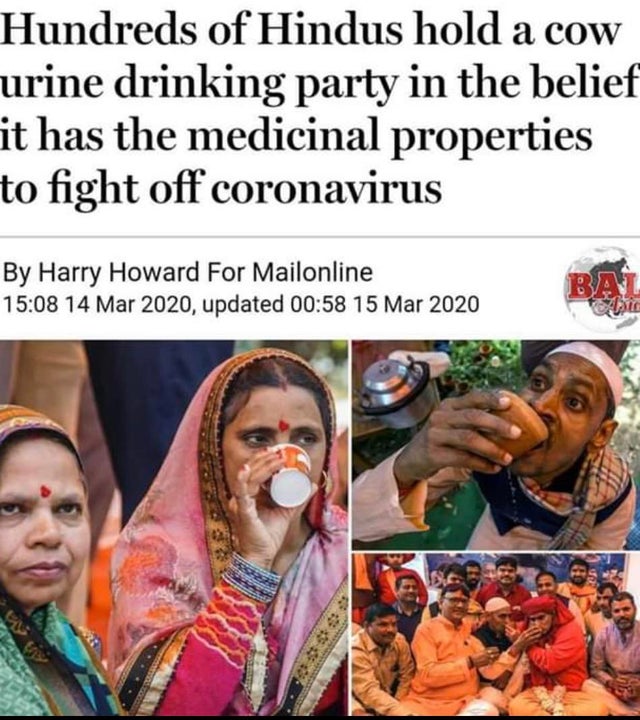 Hundreds of Hindus hold a cow
urine drinking party in the belief
it has the medicinal properties
to fight off coronavirus
By Harry Howard For Mailonline
15:08 14 Mar 2020, updated 00:58 15 Mar 2020
BAL